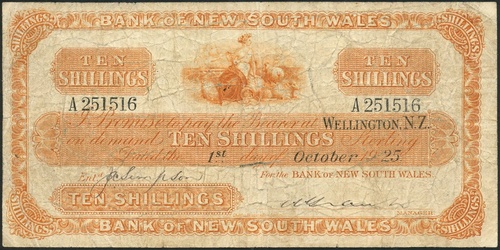 BANK OF NEW SOUTH WALES
TEN SHILLINGS
TEN SHILLINGS
A 251516
A 251516
I Promise to pay the Bearer at WELLINGTON, N.Z.
on demand TEN SHILLINGS Sterling
Dated the 1st of October 1925
Entd
For the BANK OF NEW SOUTH WALES
TEN SHILLINGS
MANAGER
BANK OF NEW SOUTH WALES